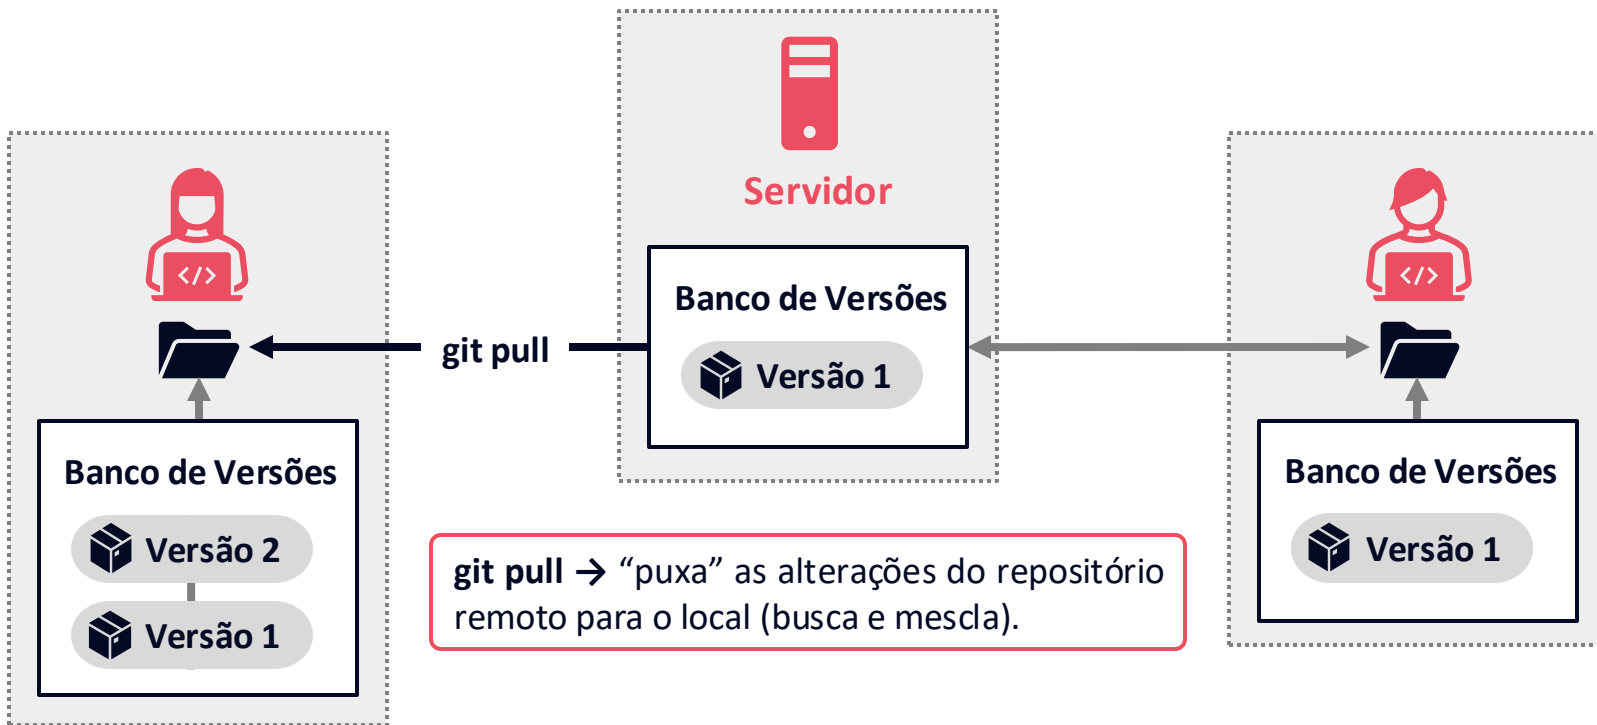 Servidor
Banco de Versões
Versão 1
git pull
Banco de Versões
Versão 2
Versão 1
Banco de Versões
Versão 1
git pull → “puxa” as alterações do repositório
remoto para o local (busca e mescla).